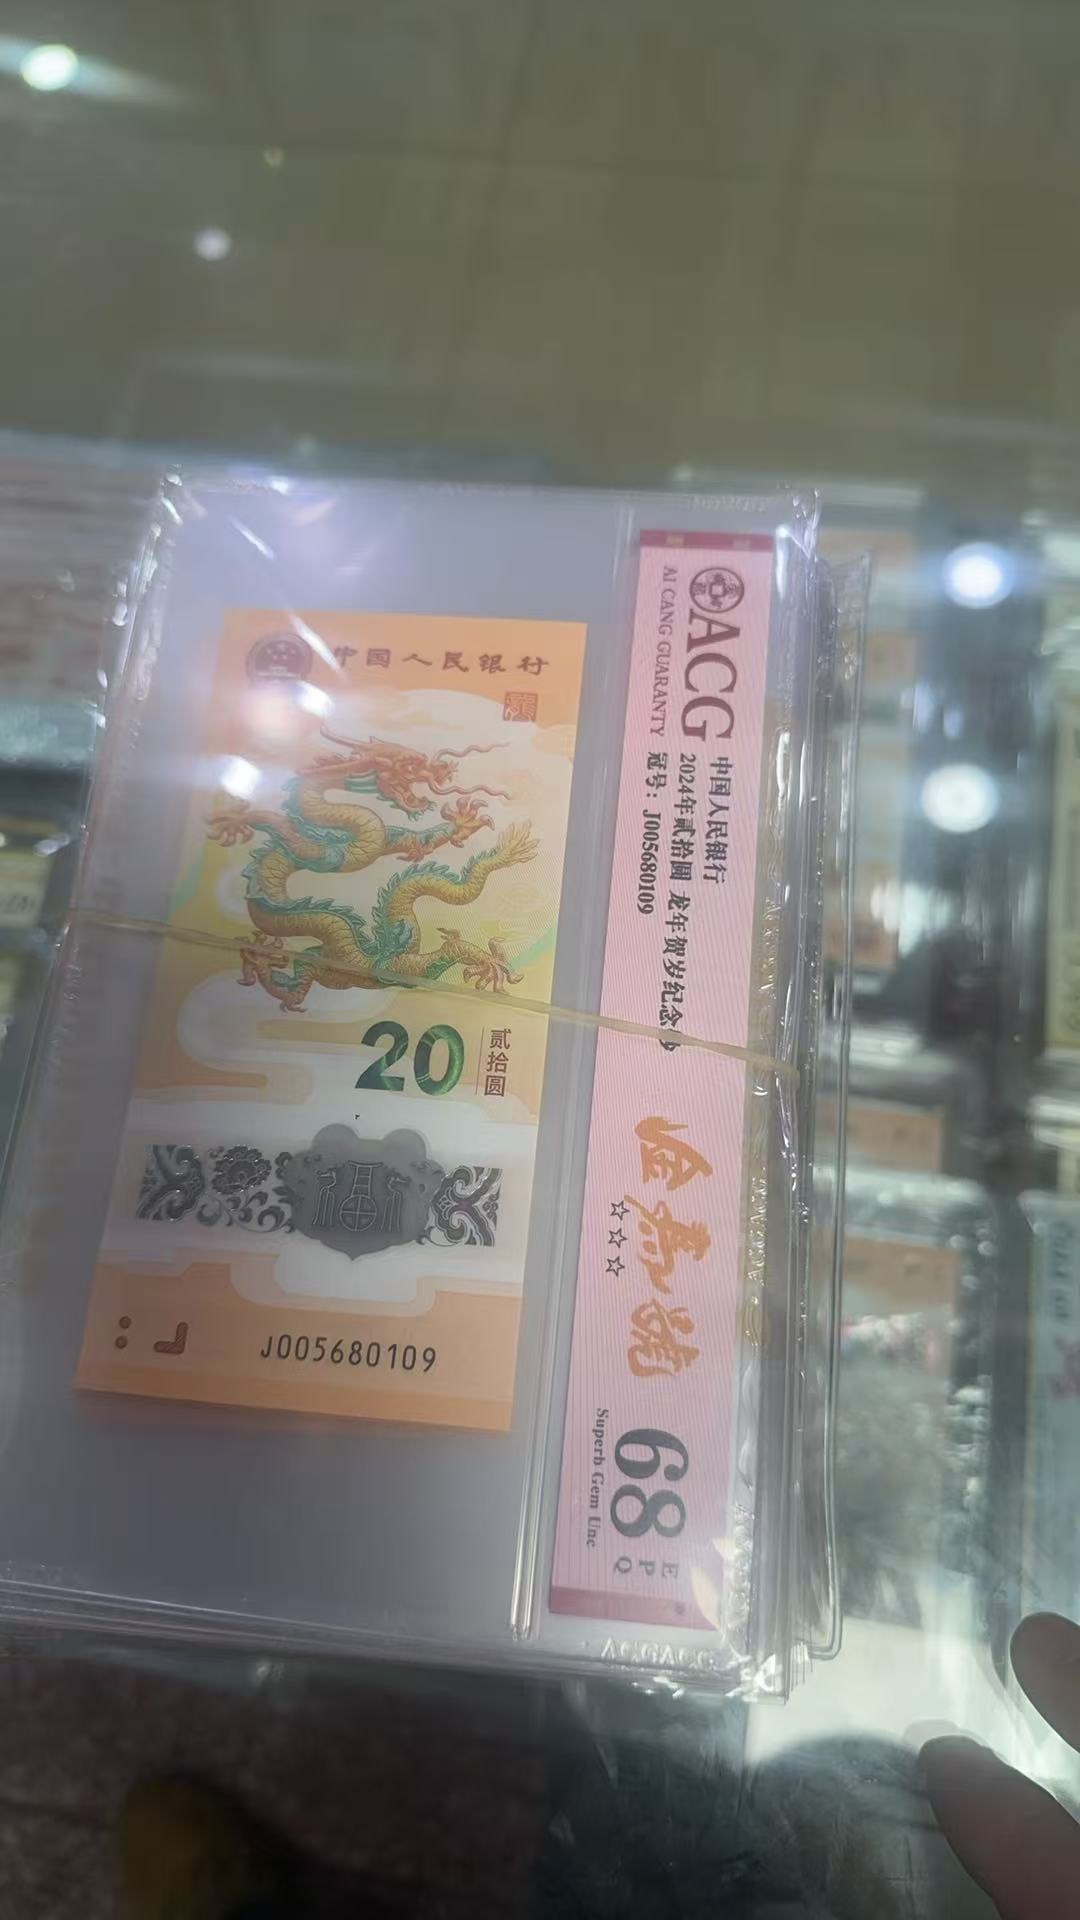 中国人民银行
20
贰拾圆
J005680109
ACG
AI CANG GUARANTY
中国人民银行
2024年贰拾圆 龙年贺岁纪念钞
冠号：J005680109
☆☆☆
68
EPQ
Superb Gem Unc